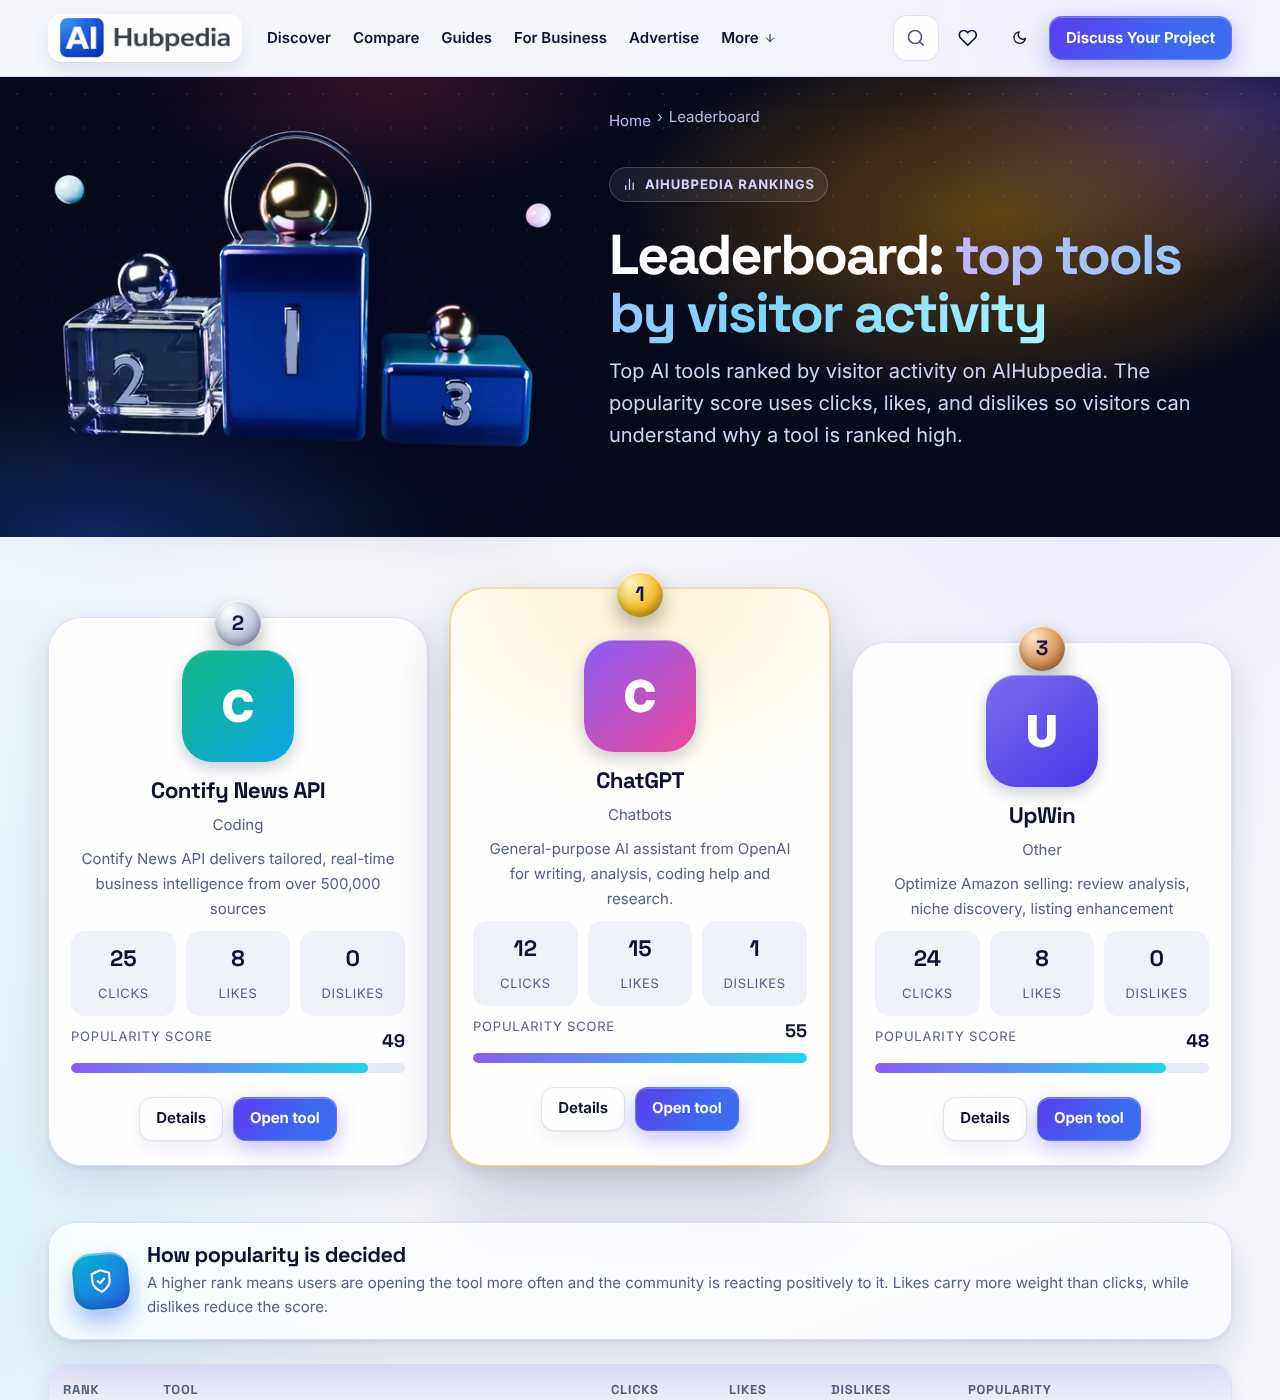 AI Hubpedia
Discover
Compare
Guides
For Business
Advertise
More ↓
Discuss Your Project
Home › Leaderboard
AIHUBPEDIA RANKINGS
Leaderboard: top tools
by visitor activity
Top AI tools ranked by visitor activity on AIHubpedia. The
popularity score uses clicks, likes, and dislikes so visitors can
understand why a tool is ranked high.
2
1
3
2
C
Contify News API
Coding
Contify News API delivers tailored, real-time
business intelligence from over 500,000
sources
25
CLICKS
8
LIKES
0
DISLIKES
POPULARITY SCORE
49
Details
Open tool
1
C
ChatGPT
Chatbots
General-purpose AI assistant from OpenAI
for writing, analysis, coding help and
research.
12
CLICKS
15
LIKES
1
DISLIKES
POPULARITY SCORE
55
Details
Open tool
3
U
UpWin
Other
Optimize Amazon selling: review analysis,
niche discovery, listing enhancement
24
CLICKS
8
LIKES
0
DISLIKES
POPULARITY SCORE
48
Details
Open tool
How popularity is decided
A higher rank means users are opening the tool more often and the community is reacting positively to it. Likes carry more weight than clicks, while
dislikes reduce the score.
RANK TOOL CLICKS LIKES DISLIKES POPULARITY